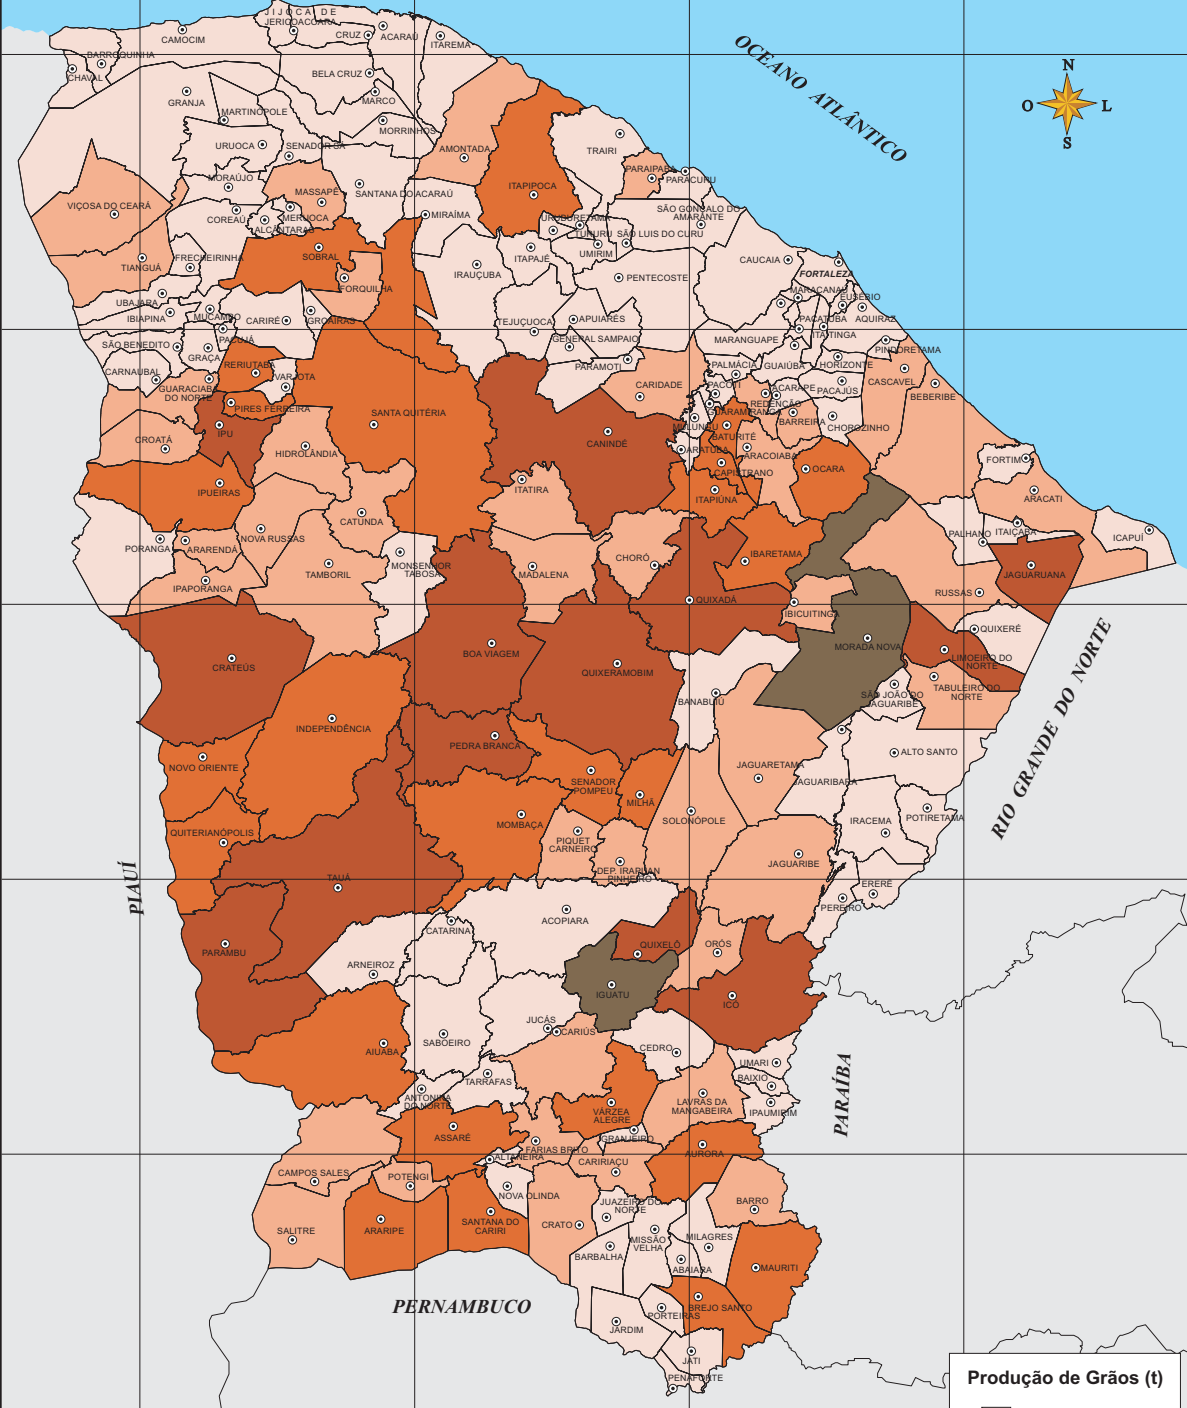 JIJOCA DE
JERICOACOARA
CAMOCIM
CRUZ
ACARAÚ
ITAREMA
BARROQUINHA
CHAVAL
BELA CRUZ
GRANJA
MARCO
MARTINÓPOLE
MORRINHOS
URUOCA
SENADOR SÁ
AMONTADA
TRAIRI
MORAÚJO
MASSAPÊ
SANTANA DO ACARAÚ
ITAPIPOCA
PARAIPABA
PARACURU
VIÇOSA DO CEARÁ
COREAÚ
MERUOCA
ALCÂNTARAS
MIRAÍMA
URUBURETAMA
TURURU
SÃO LUIS DO CURU
SÃO GONÇALO DO
AMARANTE
TIANGUÁ
FRECHEIRINHA
SOBRAL
FORQUILHA
IRAUÇUBA
ITAPAJÉ
UMIRIM
PENTECOSTE
CAUCAIA
FORTALEZA
UBAJARA
IBIAPINA
MUCAMBO
CARIRÉ
GROAÍRAS
TEJUÇUOCA
APUIARÉS
GENERAL SAMPAIO
MARACANAÚ
EUSÉBIO
PACATUBA
AQUIRAZ
ITAITINGA
MARANGUAPE
SÃO BENEDITO
PACUJÁ
GRAÇA
PARAMOTI
PALMÁCIA
GUAIÚBA
HORIZONTE
PINDORETAMA
CARNAUBAL
RERIUTABA
VARJOTA
GUARACIABA
DO NORTE
CARIDADE
PACOTI
ACARAPE
PACAJÚS
CASCAVEL
BEBERIBE
PIRES FERREIRA
REDENÇÃO
GUARAMIRANGA
SANTA QUITÉRIA
IPU
MULUNGU
BARREIRA
CHOROZINHO
CROATÁ
HIDROLÂNDIA
CANINDÉ
BATURITÉ
ARATUBA
ARACOIABA
CAPISTRANO
OCARA
FORTIM
IPUEIRAS
ITATIRA
ITAPIÚNA
ARACATI
CATUNDA
PORANGA
ARARENDÁ
NOVA RUSSAS
PALHANO
ITAIÇABA
ICAPUÍ
IPAPORANGA
TAMBORIL
MONSENHOR
TABOSA
MADALENA
CHORÓ
IBARETAMA
JAGUARUANA
QUIXADÁ
IBICUITINGA
RUSSAS
CRATEÚS
BOA VIAGEM
QUIXERAMOBIM
MORADA NOVA
QUIXERÉ
LIMOEIRO DO
NORTE
BANABUIÚ
SÃO JOÃO DO
JAGUARIBE
TABULEIRO DO
NORTE
INDEPENDÊNCIA
PEDRA BRANCA
ALTO SANTO
NOVO ORIENTE
SENADOR
POMPEU
JAGUARETAMA
JAGUARIBARA
MILHÃ
SOLONÓPOLE
QUITERIANÓPOLIS
MOMBAÇA
PIQUET
CARNEIRO
IRACEMA
POTIRETAMA
DEP. IRAPUAN
PINHEIRO
JAGUARIBE
TAUÁ
ERERÉ
PEREIRO
CATARINA
ACOPIARA
PARAMBU
ARNEIROZ
QUIXELÔ
ORÓS
IGUATU
ICÓ
JUCÁS
CARIÚS
AIUABA
SABOEIRO
CEDRO
UMARI
TARRAFAS
BAIXIO
ANTONINA
DO NORTE
VÁRZEA
ALEGRE
LAVRAS DA
MANGABEIRA
IPAUMIRIM
ASSARÉ
GRANJEIRO
FARIAS BRITO
ALTANEIRA
CARIRIAÇU
AURORA
CAMPOS SALES
POTENGI
NOVA OLINDA
JUAZEIRO DO
NORTE
BARRO
SALITRE
ARARIPE
SANTANA DO
CARIRI
CRATO
MISSÃO
VELHA
MILAGRES
BARBALHA
ABAIARA
MAURITI
PORTEIRAS
BREJO SANTO
JARDIM
JATI
PENAFORTE
OCEANO ATLÂNTICO
N
O
L
S
RIO GRANDE DO NORTE
PIAUÍ
PARAÍBA
PERNAMBUCO
Produção de Grãos (t)